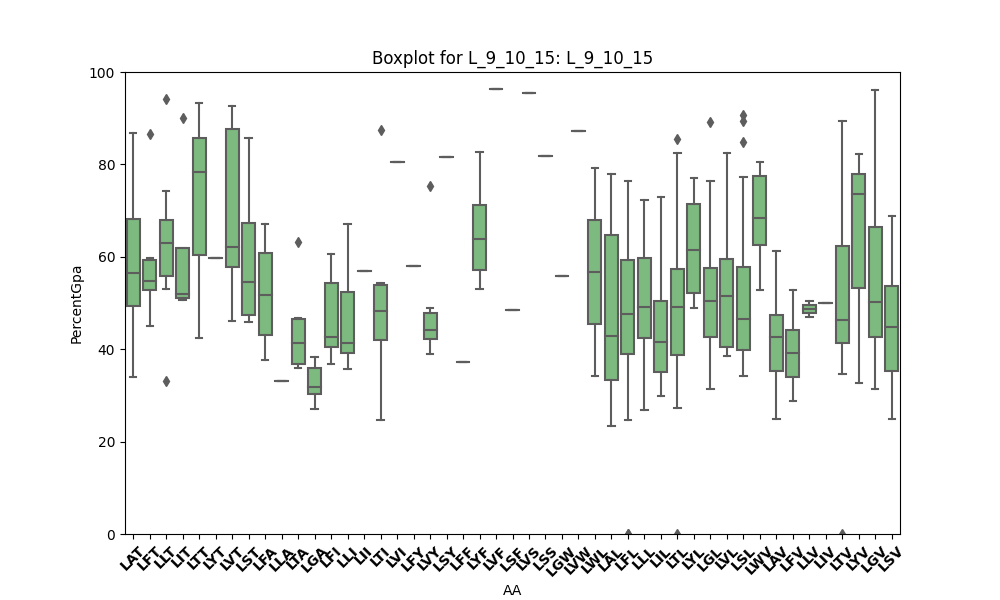 Boxplot for L_9_10_15: L_9_10_15
100
80
60
40
20
0
PercentGpa
LAT LFT LLT LIT LTT LYT LVT LST LFA LLA LTA LGA LFI LLI LII LTI LVI LFY LVY LSY LFF LYF LVF LSF LVS LSS LGW LVW LWL LAL LFL LLL LIL LTL LYL LGL LVL LSL LWV LAV LFV LLV LIV LTV LYV LGV LSV
AA